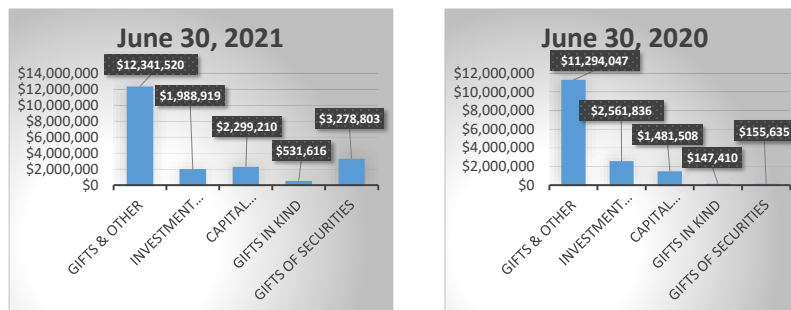 June 30, 2021
$12,341,520
$1,988,919
$2,299,210
$531,616
$3,278,803
$14,000,000
$12,000,000
$10,000,000
$8,000,000
$6,000,000
$4,000,000
$2,000,000
$0
GIFTS & OTHER
INVESTMENT...
CAPITAL...
GIFTS IN KIND
GIFTS OF SECURITIES
June 30, 2020
$11,294,047
$2,561,836
$1,481,508
$147,410
$155,635
$12,000,000
$10,000,000
$8,000,000
$6,000,000
$4,000,000
$2,000,000
$0
GIFTS & OTHER
INVESTMENT...
CAPITAL...
GIFTS IN KIND
GIFTS OF SECURITIES